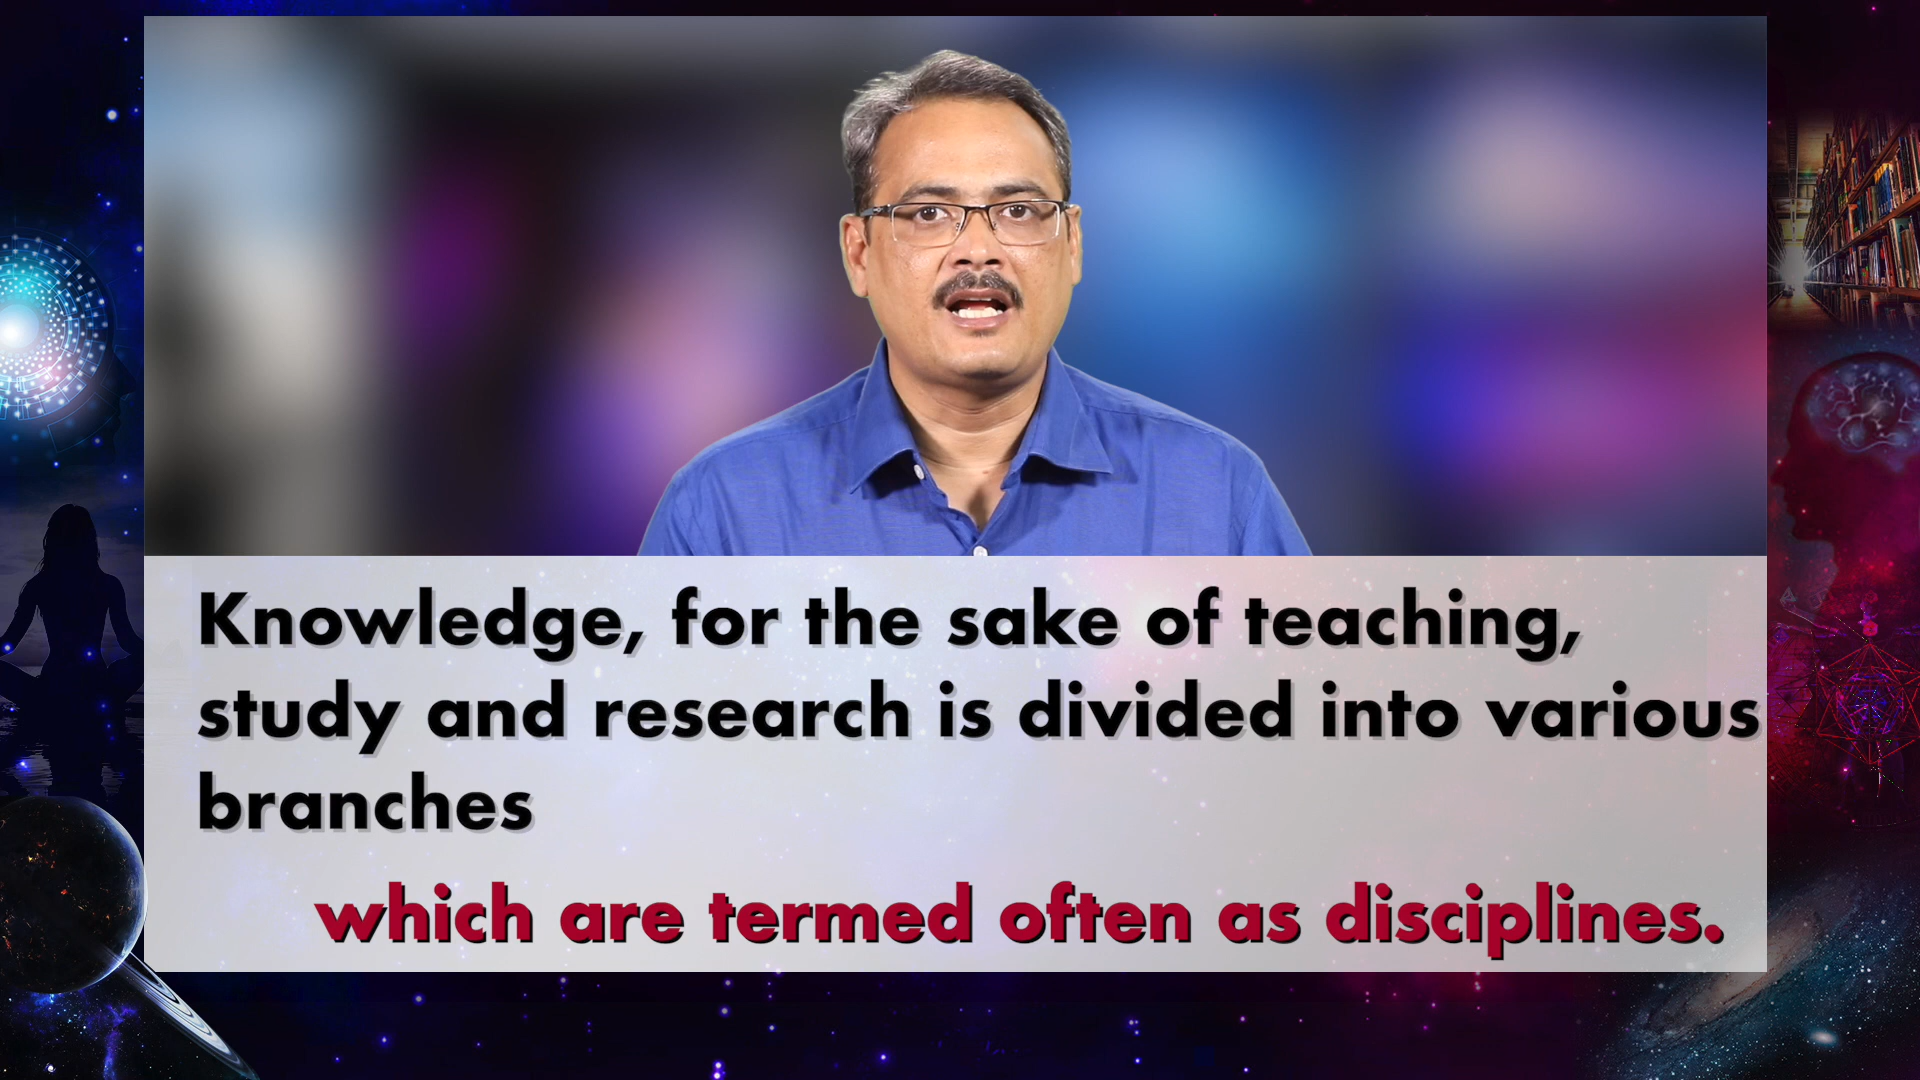 Knowledge, for the sake of teaching,
study and research is divided into various
branches
which are termed often as disciplines.